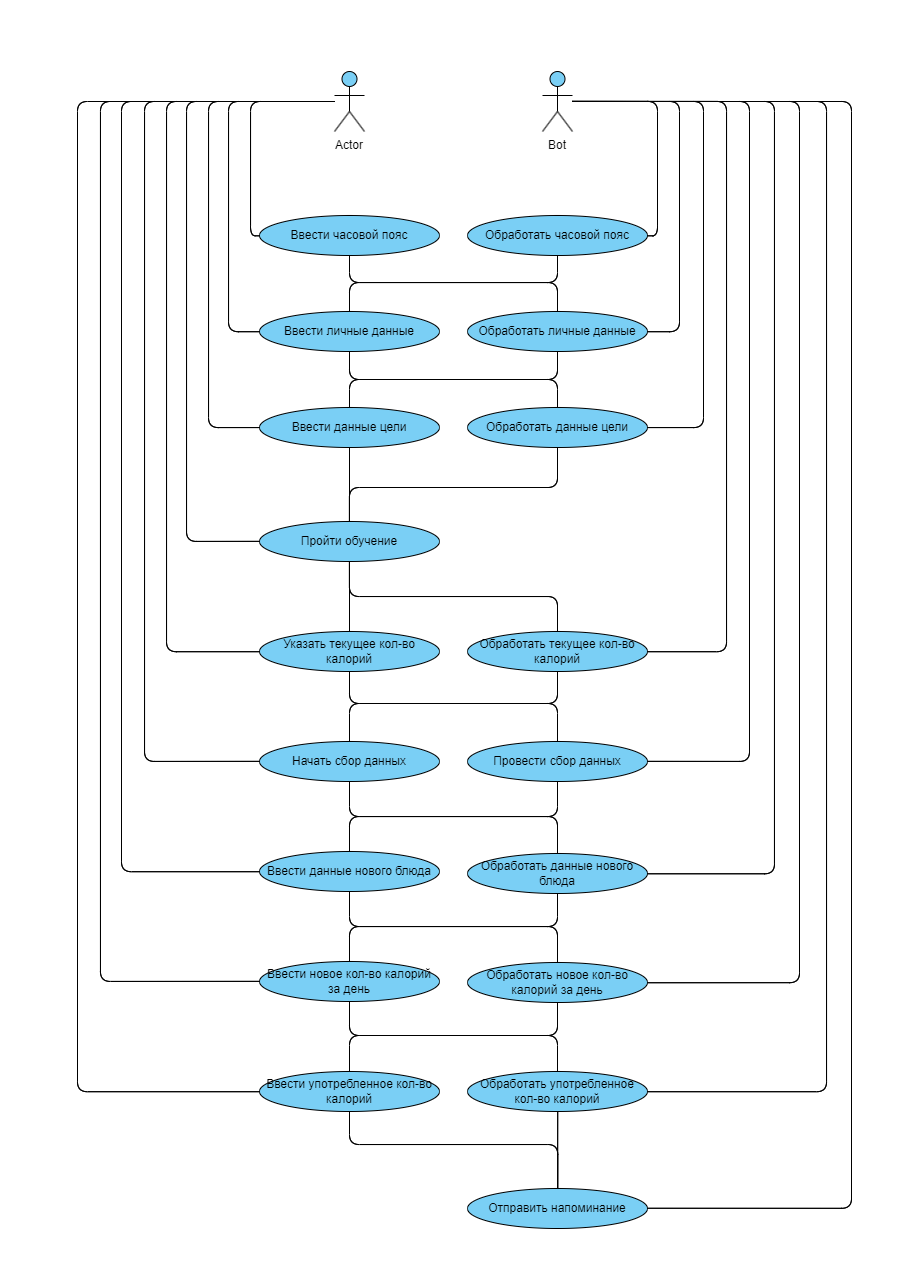 Actor
Bot
Ввести часовой пояс
Обработать часовой пояс
Ввести личные данные
Обработать личные данные
Ввести данные цели
Обработать данные цели
Пройти обучение
Указать текущее кол-во
калорий
Обработать текущее кол-во
калорий
Начать сбор данных
Провести сбор данных
Ввести данные нового блюда
Обработать данные нового
блюда
Ввести новое кол-во калорий
за день
Обработать новое кол-во
калорий за день
Ввести употребленное кол-во
калорий
Обработать употребленное
кол-во калорий
Отправить напоминание